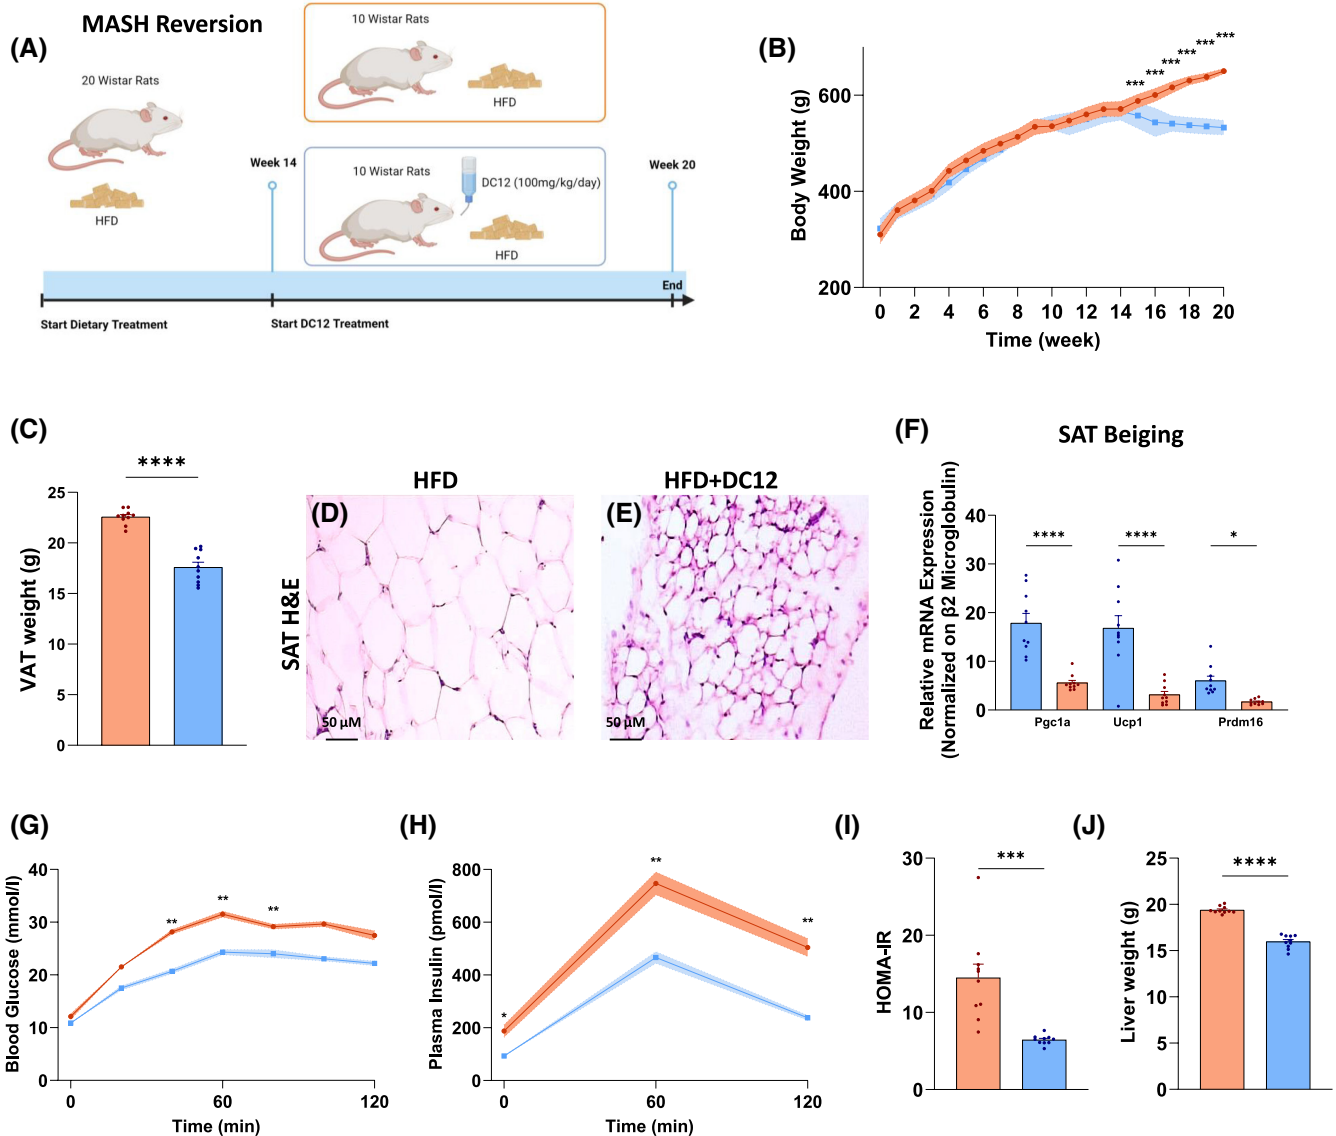 MASH Reversion
(A)
20 Wistar Rats
HFD
10 Wistar Rats
HFD
Week 14
10 Wistar Rats
DC12 (100mg/kg/day)
HFD
Week 20
End
Start Dietary Treatment
Start DC12 Treatment
(B)
Body Weight (g)
600
400
200
*** *** *** *** *** ***
0 2 4 6 8 10 12 14 16 18 20
Time (week)
(C)
****
VAT weight (g)
25
20
15
10
5
0
HFD
HFD+DC12
SAT H&E
(D)
50 µM
(E)
50 µM
(F)
SAT Beiging
Relative mRNA Expression
(Normalized on β2 Microglobulin)
40
30
20
10
0
**** **** *
Pgc1a Ucp1 Prdm16
(G)
Blood Glucose (mmol/l)
40
30
20
10
0
** ** **
0 60 120
Time (min)
(H)
Plasma Insulin (pmol/l)
800
600
400
200
0
* ** **
0 60 120
Time (min)
(I)
HOMA-IR
30
20
10
0
***
(J)
Liver weight (g)
25
20
15
10
5
0
****